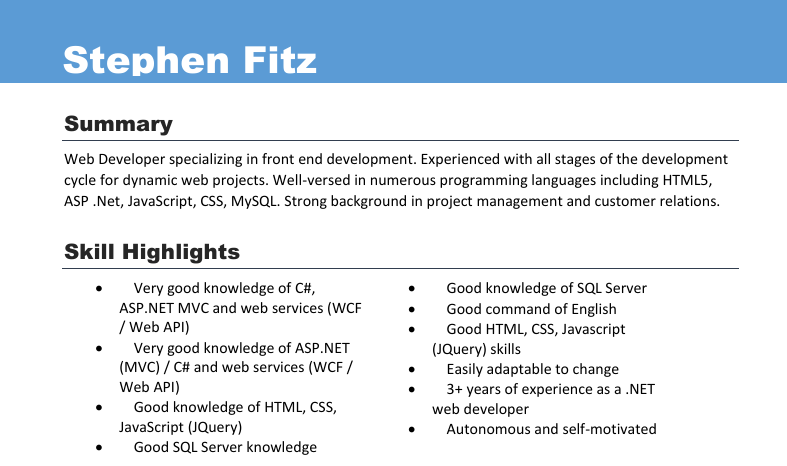 Stephen Fitz
Summary
Web Developer specializing in front end development. Experienced with all stages of the development
cycle for dynamic web projects. Well-versed in numerous programming languages including HTML5,
ASP .Net, JavaScript, CSS, MySQL. Strong background in project management and customer relations.
Skill Highlights
• Very good knowledge of C#,
ASP.NET MVC and web services (WCF
/ Web API)
• Very good knowledge of ASP.NET
(MVC) / C# and web services (WCF /
Web API)
• Good knowledge of HTML, CSS,
JavaScript (JQuery)
• Good SQL Server knowledge
• Good knowledge of SQL Server
• Good command of English
• Good HTML, CSS, Javascript
(JQuery) skills
• Easily adaptable to change
• 3+ years of experience as a .NET
web developer
• Autonomous and self-motivated